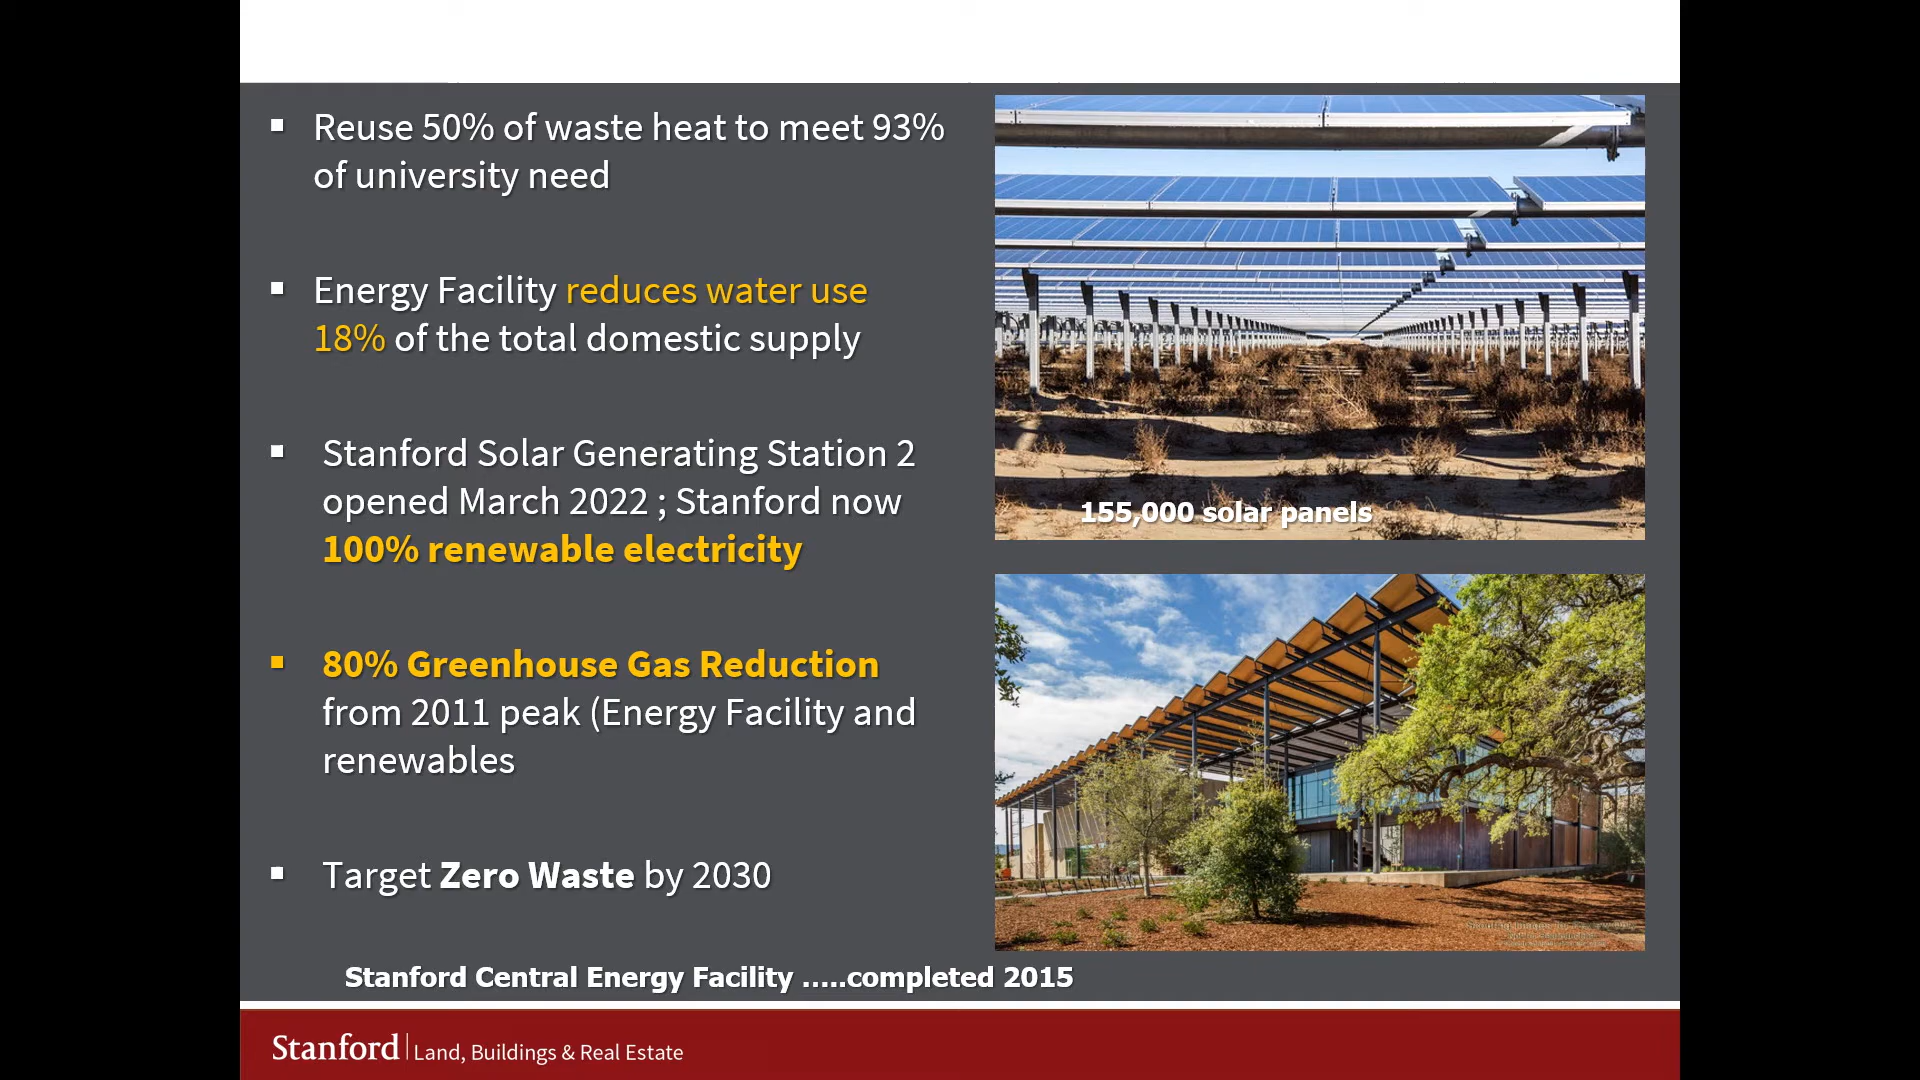 Reuse 50% of waste heat to meet 93%
of university need
Energy Facility reduces water use
18% of the total domestic supply
Stanford Solar Generating Station 2
opened March 2022 ; Stanford now
100% renewable electricity
80% Greenhouse Gas Reduction
from 2011 peak (Energy Facility and
renewables
Target Zero Waste by 2030
155,000 solar panels
Stanford Central Energy Facility .....completed 2015
Stanford | Land, Buildings & Real Estate